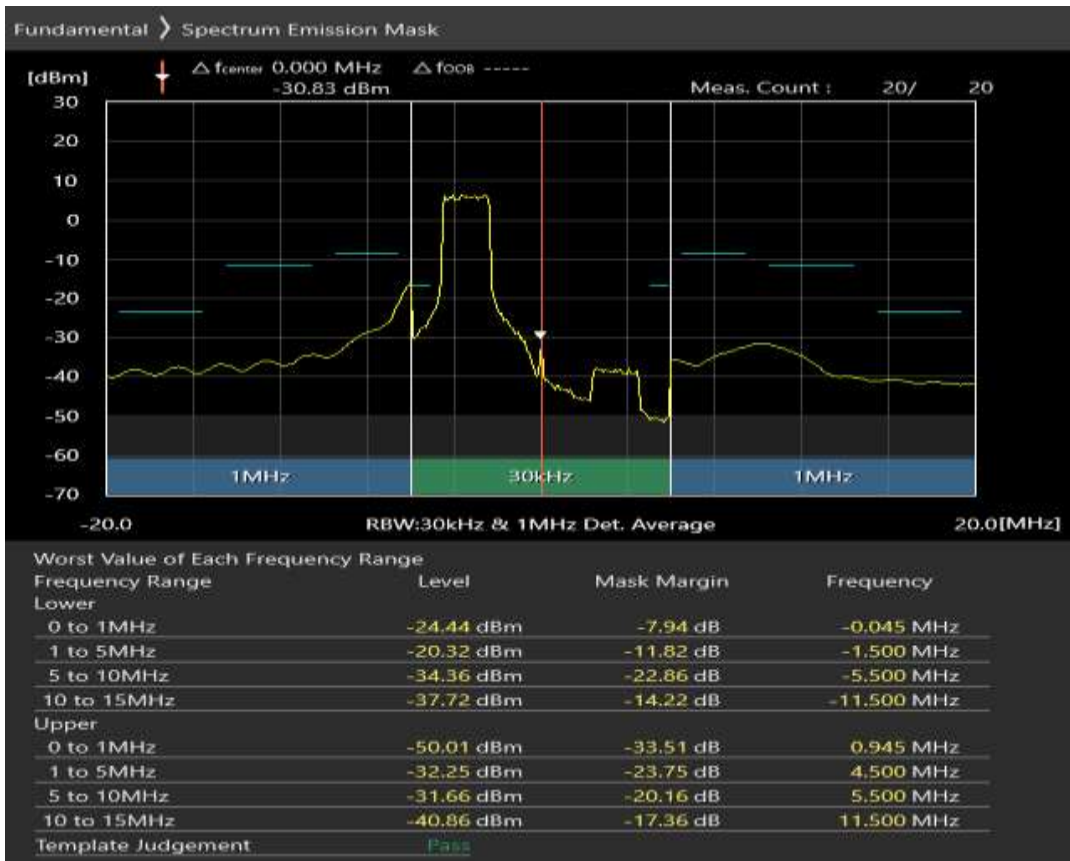 Fundamental 〉 Spectrum Emission Mask
[dBm] △ fcenter 0.000 MHz △ fOOB -----
-30.83 dBm Meas. Count : 20/ 20
30
20
10
0
-10
-20
-30
-40
-50
-60
1MHz 30kHz 1MHz
-70
-20.0 RBW:30kHz & 1MHz Det. Average 20.0[MHz]
Worst Value of Each Frequency Range
Frequency Range Level Mask Margin Frequency
Lower
0 to 1MHz -24.44 dBm -7.94 dB -0.045 MHz
1 to 5MHz -20.32 dBm -11.82 dB -1.500 MHz
5 to 10MHz -34.36 dBm -22.86 dB -5.500 MHz
10 to 15MHz -37.72 dBm -14.22 dB -11.500 MHz
Upper
0 to 1MHz -50.01 dBm -33.51 dB 0.945 MHz
1 to 5MHz -32.25 dBm -23.75 dB 4.500 MHz
5 to 10MHz -31.66 dBm -20.16 dB 5.500 MHz
10 to 15MHz -40.86 dBm -17.36 dB 11.500 MHz
Template Judgement Pass